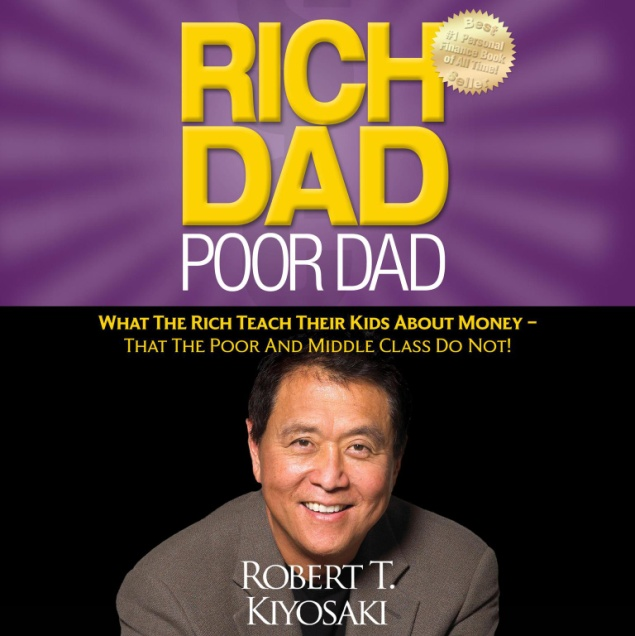 RICH
DAD
POOR DAD
Best
#1 Personal
Finance Book
of All Time!
Seller
WHAT THE RICH TEACH THEIR KIDS ABOUT MONEY –
THAT THE POOR AND MIDDLE CLASS DO NOT!
ROBERT T.
KIYOSAKI